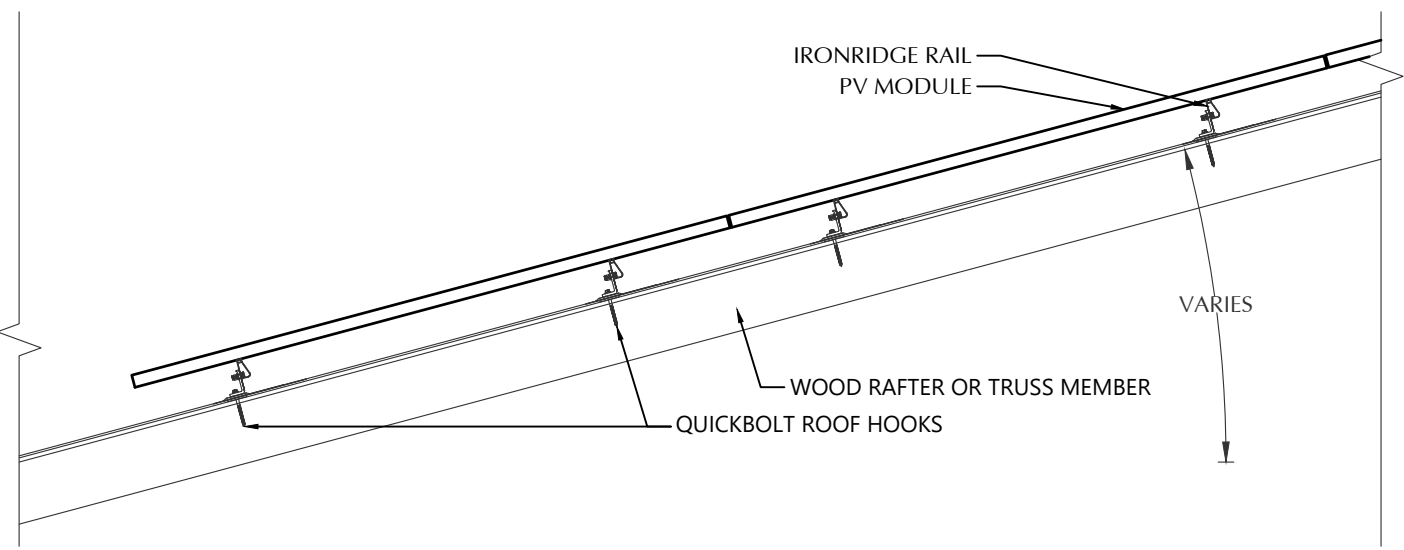 IRONRIDGE RAIL
PV MODULE
VARIES
WOOD RAFTER OR TRUSS MEMBER
QUICKBOLT ROOF HOOKS